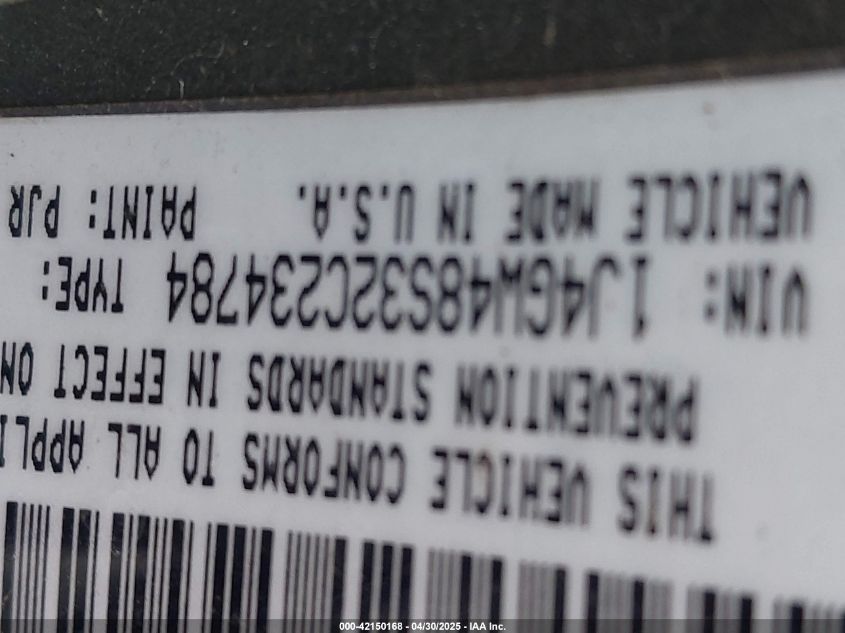 THIS VEHICLE CONFORMS TO ALL APPLI
PREVENTION STANDARDS IN EFFECT ON
VIN: 1J4GW48S32C234784 TYPE:
VEHICLE MADE IN U.S.A. PAINT: PJR
000-42150168 - 04/30/2025 - IAA Inc.